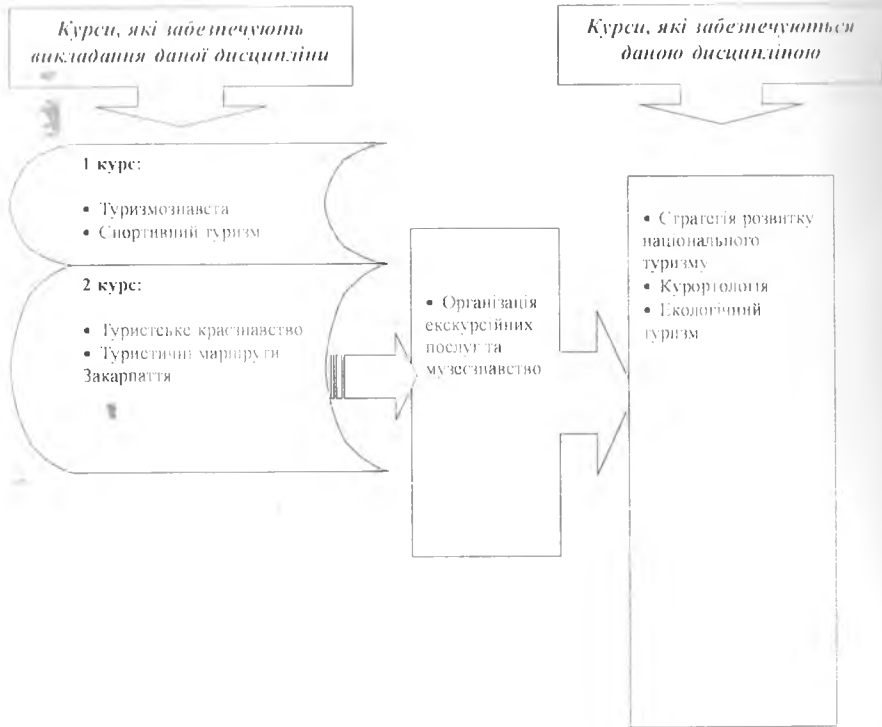 Курси, які забезпечують
викладання даної дисципліни
Курси, які забезпечуються
даною дисципліною
1 курс:
• Туризмознавста
• Спортивний туризм
2 курс:
• Туристське краєзнавство
• Туристичні маршрути
Закарпаття
• Організація
екскурсійних
послуг та
музеєзнавство
• Стратегія розвитку
національного
туризму
• Курортологія
• Екологічний
туризм